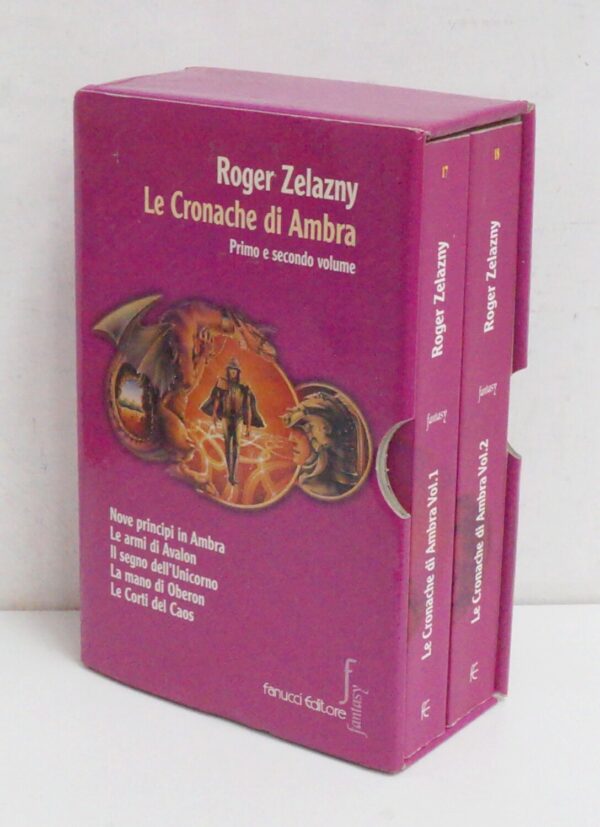 Roger Zelazny
Le Cronache di Ambra
Primo e secondo volume
Nove principi in Ambra
Le armi di Avalon
Il segno dell'Unicorno
La mano di Oberon
Le Corti del Caos
Fanucci Editore
fantasy
17
Roger Zelazny
fantasy
Le Cronache di Ambra Vol.1
18
Roger Zelazny
fantasy
Le Cronache di Ambra Vol.2